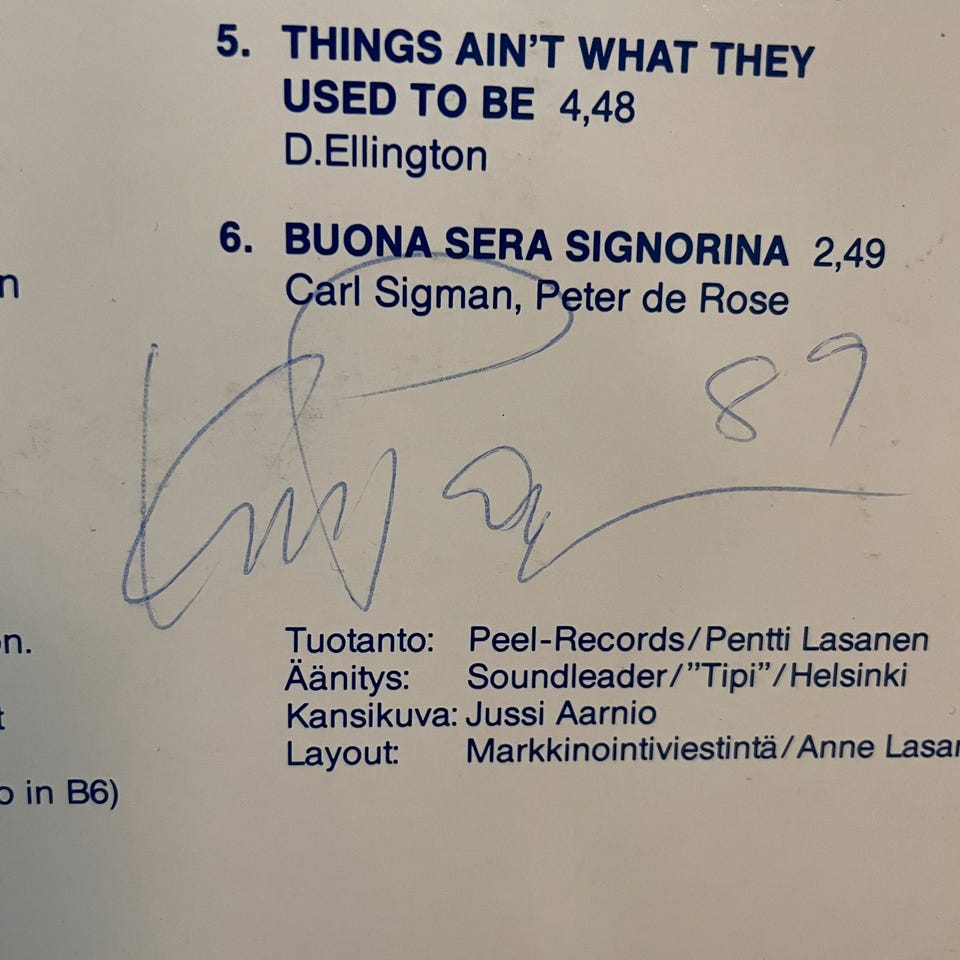 5. THINGS AIN'T WHAT THEY
USED TO BE 4,48
D.Ellington
6. BUONA SERA SIGNORINA 2,49
n
Carl Sigman, Peter de Rose
89
n.
Tuotanto: Peel-Records/Pentti Lasanen
Äänitys: Soundleader/"Tipi"/Helsinki
t
Kansikuva: Jussi Aarnio
Layout: Markkinointiviestintä/Anne Lasan
o in B6)